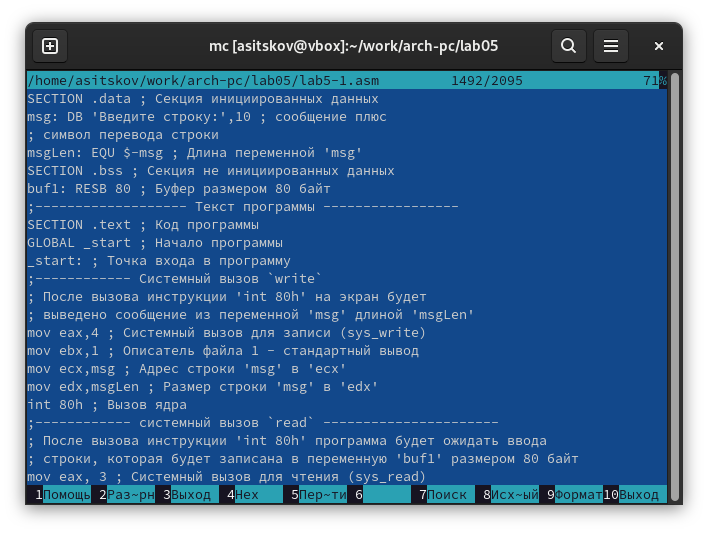 mc [asitskov@vbox]:~/work/arch-pc/lab05
/home/asitskov/work/arch-pc/lab05/lab5-1.asm 1492/2095 71%
SECTION .data ; Секция инициированных данных
msg: DB 'Введите строку:',10 ; сообщение плюс
; символ перевода строки
msgLen: EQU $-msg ; Длина переменной 'msg'
SECTION .bss ; Секция не инициированных данных
buf1: RESB 80 ; Буфер размером 80 байт
;------------------- Текст программы -----------------
SECTION .text ; Код программы
GLOBAL _start ; Начало программы
_start: ; Точка входа в программу
;------------ Системный вызов `write`
; После вызова инструкции 'int 80h' на экран будет
; выведено сообщение из переменной 'msg' длиной 'msgLen'
mov eax,4 ; Системный вызов для записи (sys_write)
mov ebx,1 ; Описатель файла 1 - стандартный вывод
mov ecx,msg ; Адрес строки 'msg' в 'ecx'
mov edx,msgLen ; Размер строки 'msg' в 'edx'
int 80h ; Вызов ядра
;------------ системный вызов `read` ----------------------
; После вызова инструкции 'int 80h' программа будет ожидать ввода
; строки, которая будет записана в переменную 'buf1' размером 80 байт
mov eax, 3 ; Системный вызов для чтения (sys_read)
1Помощь 2Раз~рн 3Выход 4Hex 5Пер~ти 6 7Поиск 8Исх~ый 9Формат 10Выход